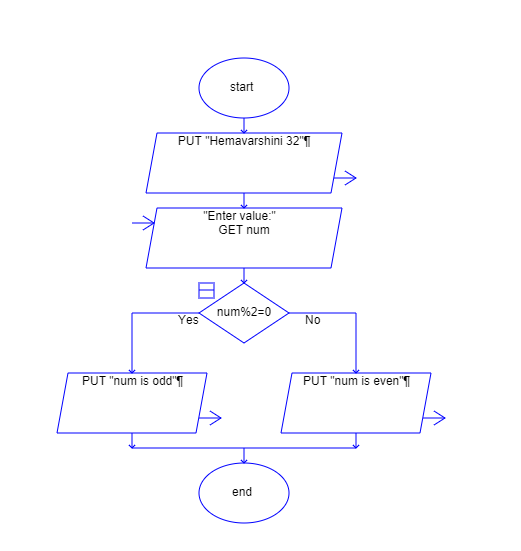 start
PUT "Hemavarshini 32"¶
"Enter value:"
GET num
num%2=0
Yes
No
PUT "num is odd"¶
PUT "num is even"¶
end